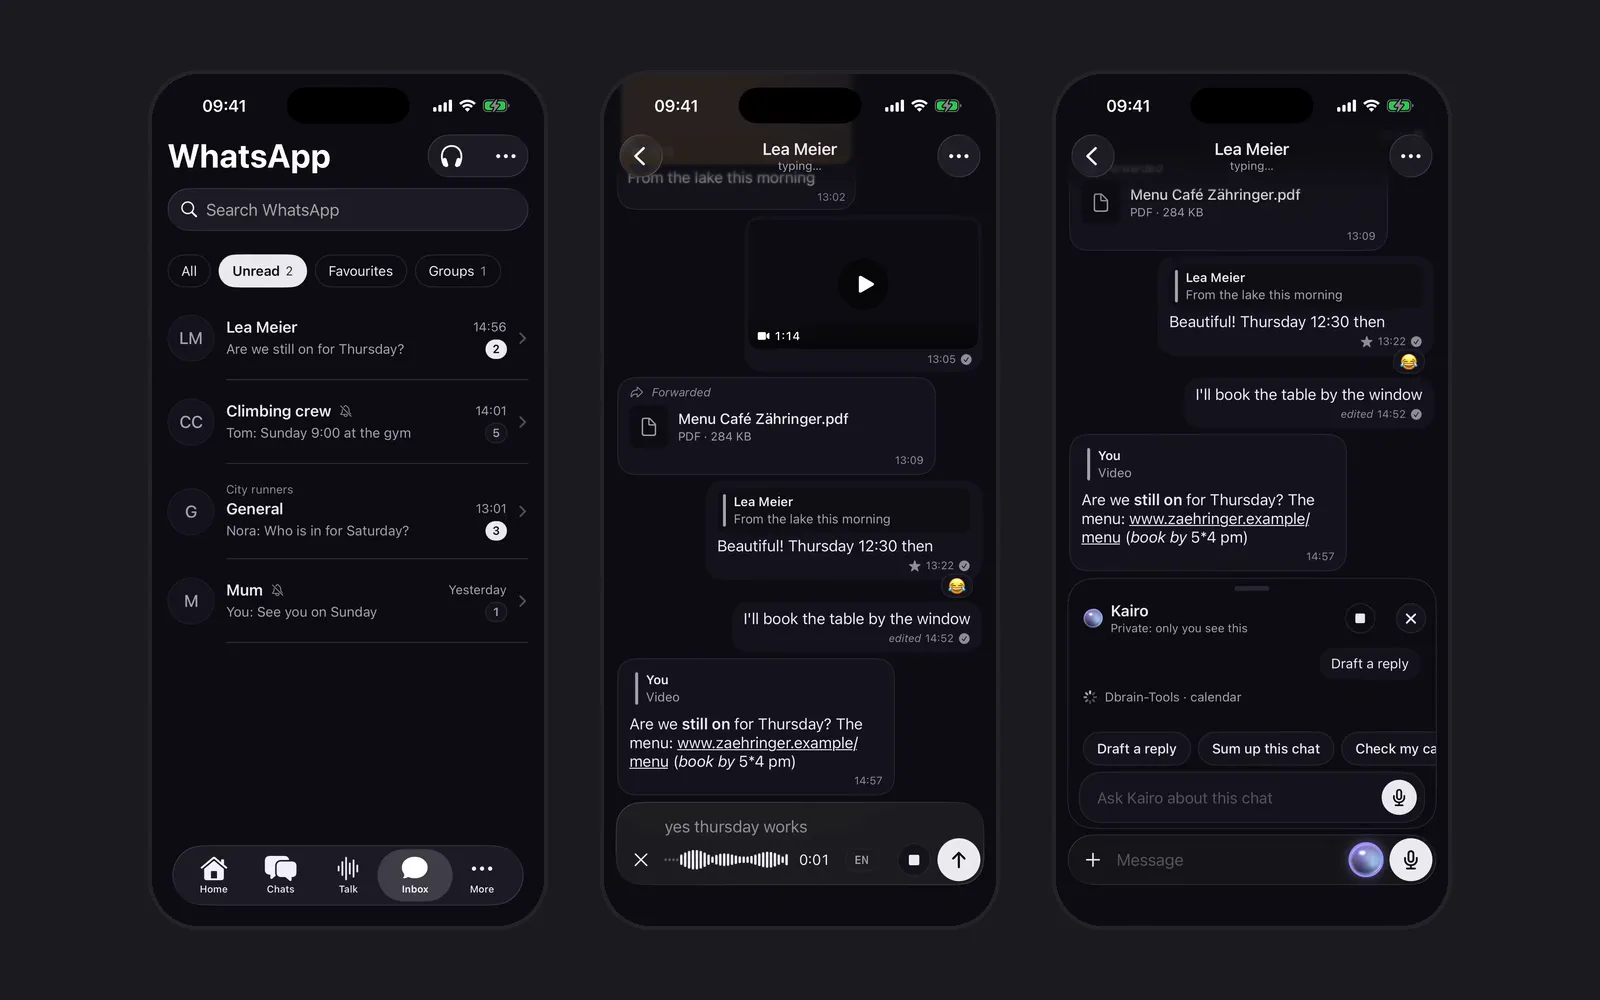 09:41
WhatsApp
Search WhatsApp
All
Unread 2
Favourites
Groups 1
LM
Lea Meier
14:56
Are we still on for Thursday?
2
CC
Climbing crew
14:01
Tom: Sunday 9:00 at the gym
5
City runners
G
General
13:01
Nora: Who is in for Saturday?
3
M
Mum
Yesterday
You: See you on Sunday
1
Home
Chats
Talk
Inbox
More
09:41
Lea Meier
typing...
From the lake this morning
13:02
1:14
13:05
Forwarded
Menu Café Zähringer.pdf
PDF · 284 KB
13:09
Lea Meier
From the lake this morning
Beautiful! Thursday 12:30 then
13:22
I'll book the table by the window
edited 14:52
You
Video
Are we still on for Thursday? The
menu: www.zaehringer.example/
menu (book by 5*4 pm)
14:57
yes thursday works
0:01
EN
09:41
Lea Meier
typing...
Forwarded
Menu Café Zähringer.pdf
PDF · 284 KB
13:09
Lea Meier
From the lake this morning
Beautiful! Thursday 12:30 then
13:22
I'll book the table by the window
edited 14:52
You
Video
Are we still on for Thursday? The
menu: www.zaehringer.example/
menu (book by 5*4 pm)
14:57
Kairo
Private: only you see this
Draft a reply
Dbrain-Tools · calendar
Draft a reply
Sum up this chat
Check my ca
Ask Kairo about this chat
Message